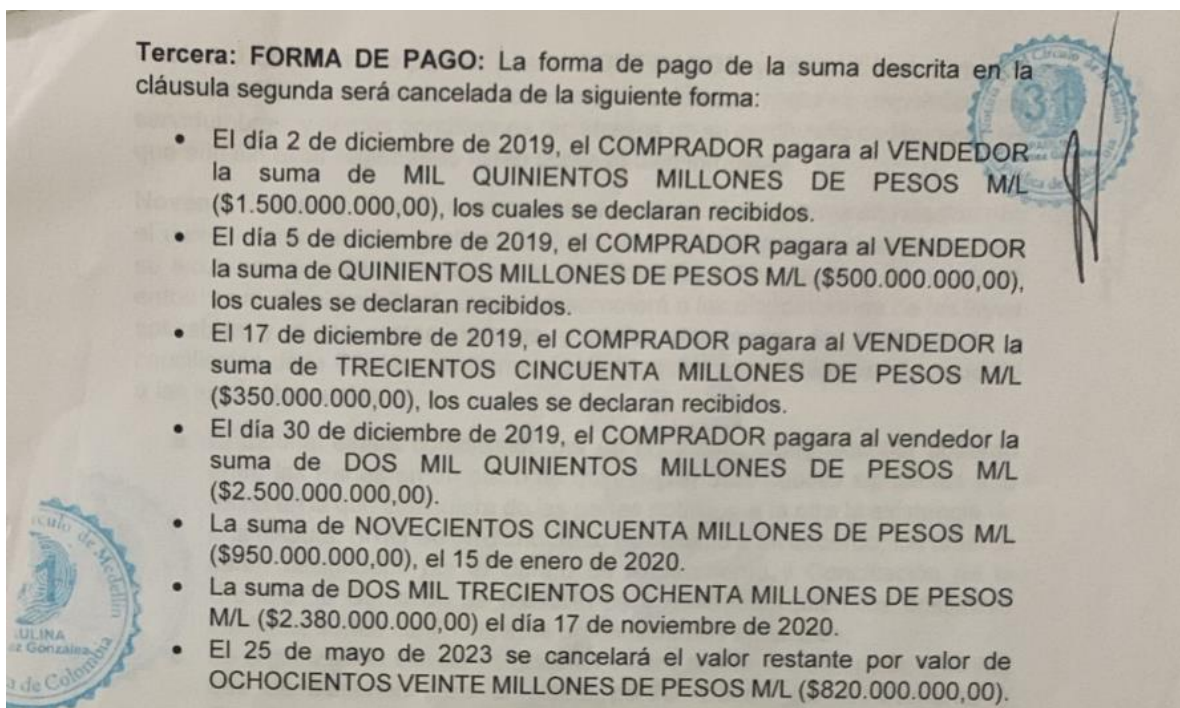 Tercera: FORMA DE PAGO: La forma de pago de la suma descrita en la
cláusula segunda será cancelada de la siguiente forma:
• El día 2 de diciembre de 2019, el COMPRADOR pagara al VENDEDOR
la suma de MIL QUINIENTOS MILLONES DE PESOS M/L
($1.500.000.000,00), los cuales se declaran recibidos.
• El día 5 de diciembre de 2019, el COMPRADOR pagara al VENDEDOR
la suma de QUINIENTOS MILLONES DE PESOS M/L ($500.000.000,00),
los cuales se declaran recibidos.
• El 17 de diciembre de 2019, el COMPRADOR pagara al VENDEDOR la
suma de TRECIENTOS CINCUENTA MILLONES DE PESOS M/L
($350.000.000,00), los cuales se declaran recibidos.
• El día 30 de diciembre de 2019, el COMPRADOR pagara al vendedor la
suma de DOS MIL QUINIENTOS MILLONES DE PESOS M/L
($2.500.000.000,00).
• La suma de NOVECIENTOS CINCUENTA MILLONES DE PESOS M/L
($950.000.000,00), el 15 de enero de 2020.
• La suma de DOS MIL TRECIENTOS OCHENTA MILLONES DE PESOS
M/L ($2.380.000.000,00) el día 17 de noviembre de 2020.
• El 25 de mayo de 2023 se cancelará el valor restante por valor de
OCHOCIENTOS VEINTE MILLONES DE PESOS M/L ($820.000.000,00).
31
de Medellín
de Colombia